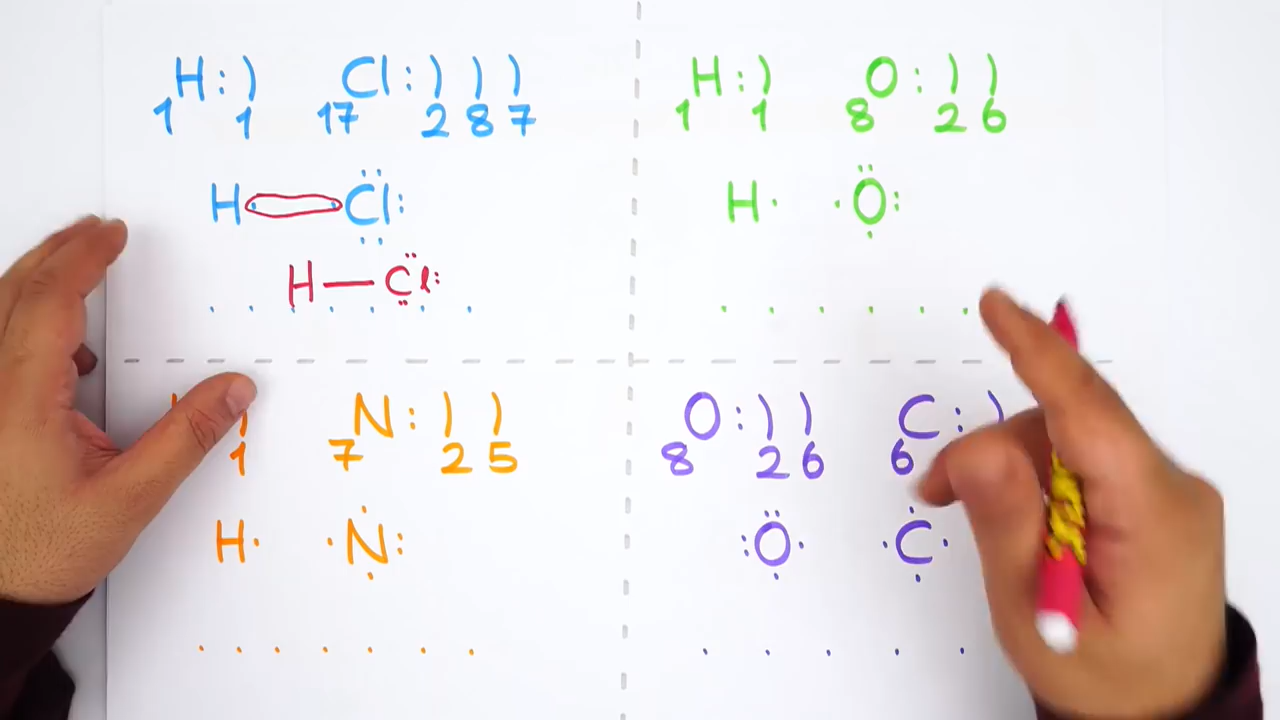 H:) Cl:)))
1 1 17 2 8 7
H· ·Cl:
H—Cl:
H:) O:))
1 1 8 2 6
H· ·O:
) N:))
1 7 2 5
H· ·N:
O:)) C:)
8 2 6 6
:O· ·C·